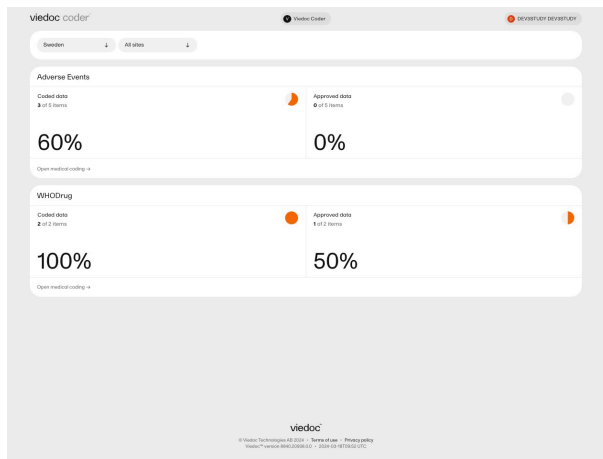 viedoc coder
V Viedoc Coder
D DEV3STUDY DEV3STUDY
Sweden ↓ All sites ↓
Adverse Events
Coded data
3 of 5 items
60%
Approved data
0 of 5 items
0%
Open medical coding →
WHODrug
Coded data
2 of 2 items
100%
Approved data
1 of 2 items
50%
Open medical coding →
viedoc
© Viedoc Technologies AB 2024 • Terms of use • Privacy policy